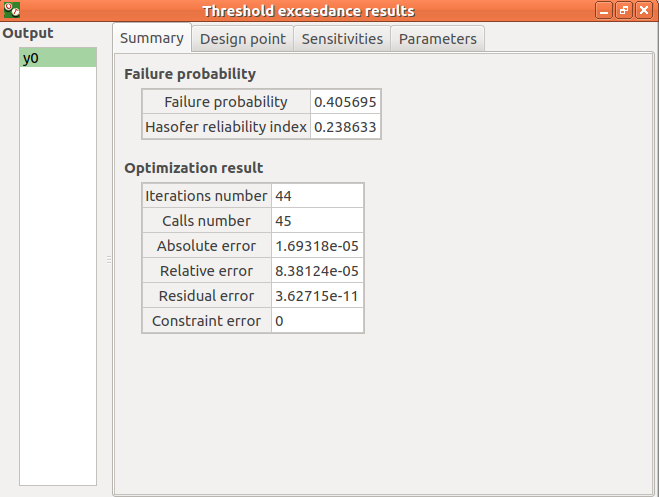 Threshold exceedance results
Output
y0
Summary Design point Sensitivities Parameters
Failure probability
Failure probability 0.405695
Hasofer reliability index 0.238633
Optimization result
Iterations number 44
Calls number 45
Absolute error 1.69318e-05
Relative error 8.38124e-05
Residual error 3.62715e-11
Constraint error 0